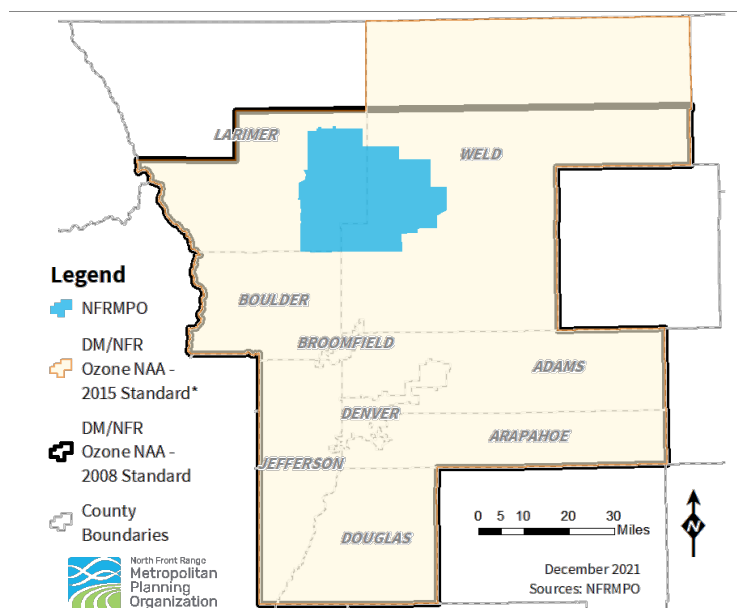 LARIMER
WELD
Legend
NFRMPO
DM/NFR
Ozone NAA -
2015 Standard*
DM/NFR
Ozone NAA -
2008 Standard
County
Boundaries
BOULDER
BROOMFIELD
ADAMS
DENVER
ARAPAHOE
JEFFERSON
DOUGLAS
0 5 10 20 30
Miles
N
December 2021
Sources: NFRMPO
North Front Range
Metropolitan
Planning
Organization